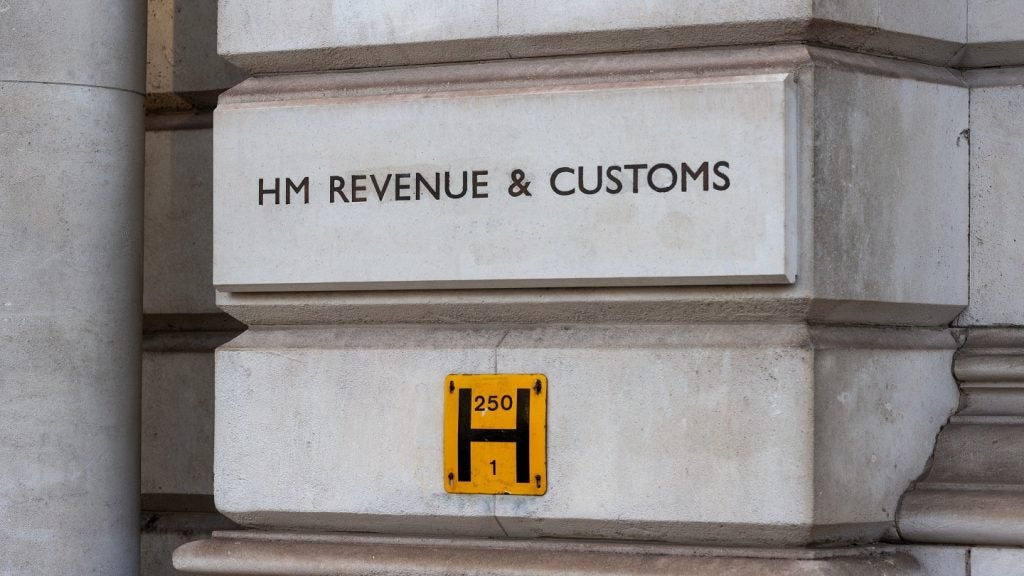 HM REVENUE & CUSTOMS
250
H
1